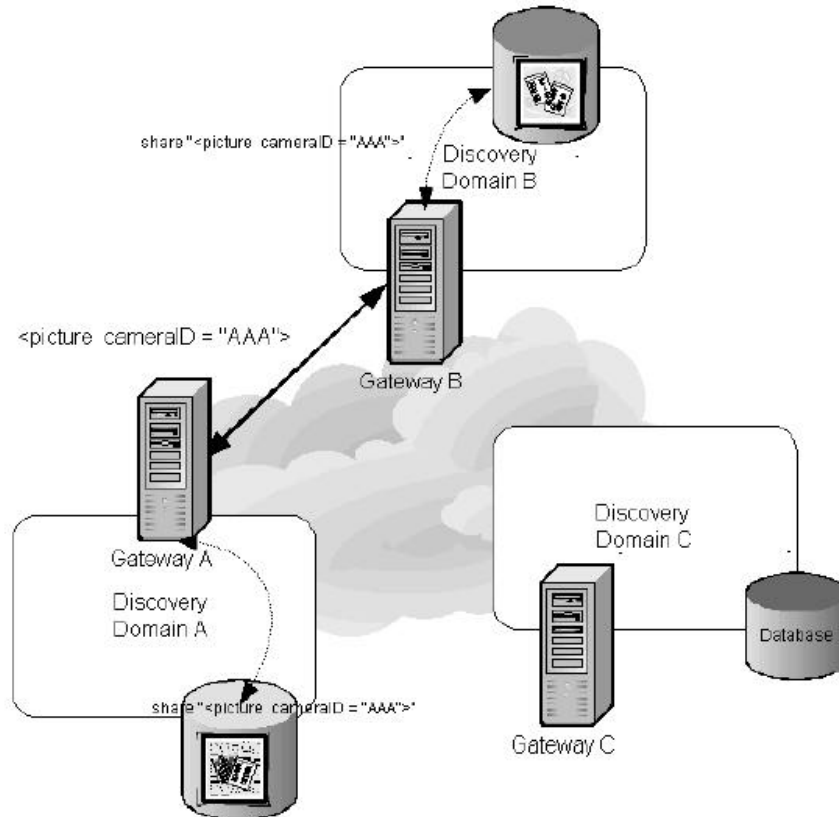 share "<picture cameraID = "AAA">"
Discovery
Domain B
<picture cameraID = "AAA">
Gateway B
Gateway A
Discovery
Domain C
Discovery
Domain A
Database
share "<picture cameraID = "AAA">"
Gateway C